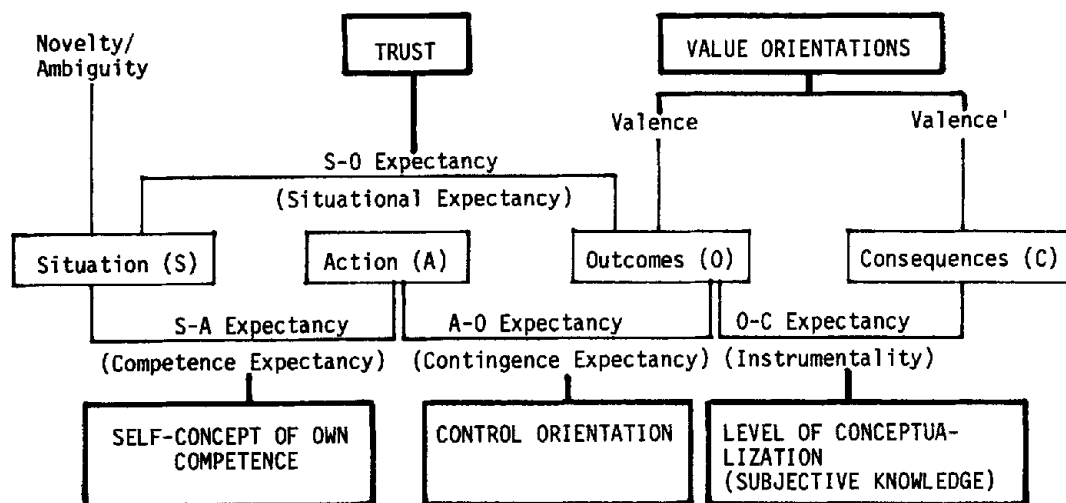 Novelty/
Ambiguity
TRUST
VALUE ORIENTATIONS
Valence
Valence'
S-O Expectancy
(Situational Expectancy)
Situation (S)
Action (A)
Outcomes (O)
Consequences (C)
S-A Expectancy
(Competence Expectancy)
A-O Expectancy
(Contingence Expectancy)
O-C Expectancy
(Instrumentality)
SELF-CONCEPT OF OWN
COMPETENCE
CONTROL ORIENTATION
LEVEL OF CONCEPTUA-
LIZATION
(SUBJECTIVE KNOWLEDGE)